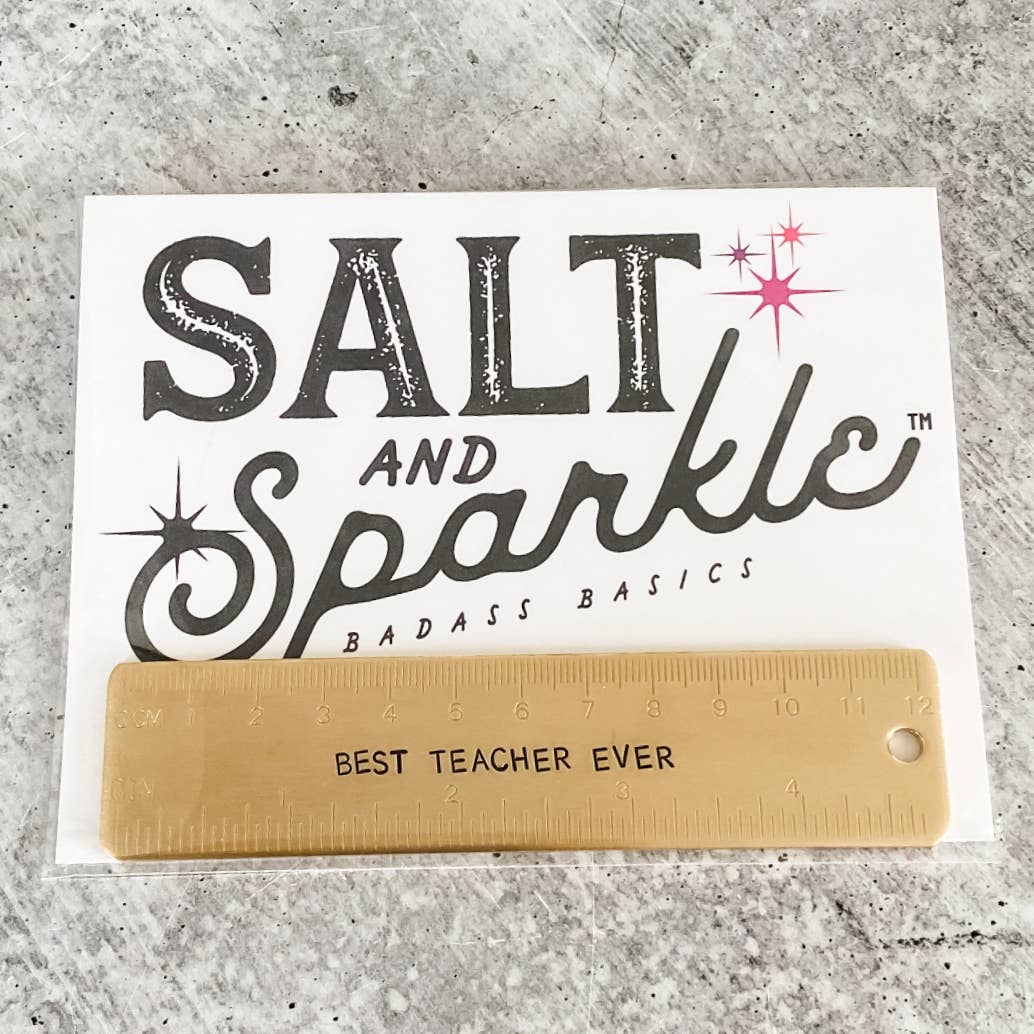 SALT
AND
Sparkle™
BADASS BASICS
0CM 1 2 3 4 5 6 7 8 9 10 11 12
BEST TEACHER EVER
1 2 3 4